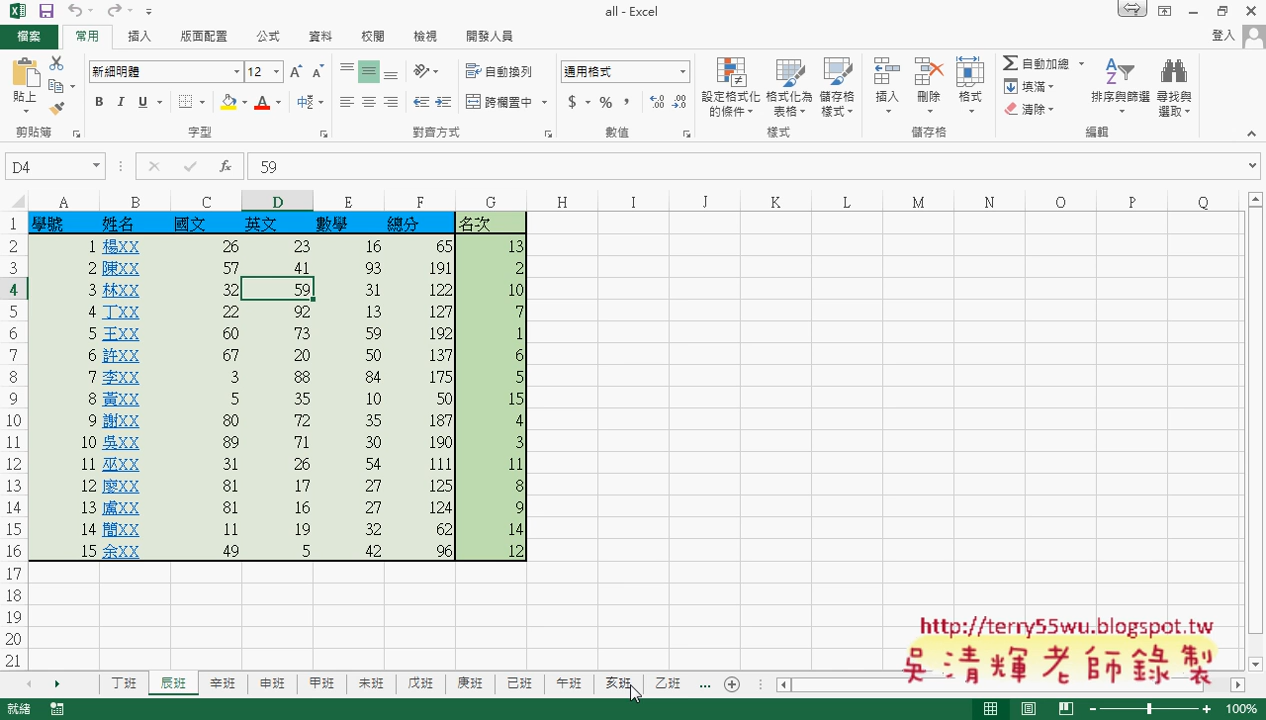 all - Excel
檔案 常用 插入 版面配置 公式 資料 校閱 檢視 開發人員 登入
貼上 新細明體 12 自動換列 跨欄置中 通用格式 $ % , 設定格式化的條件 格式化為表格 儲存格樣式 插入 刪除 格式 自動加總 填滿 清除 排序與篩選 尋找與選取
剪貼簿 字型 對齊方式 數值 樣式 儲存格 編輯
D4 fx 59
A B C D E F G H I J K L M N O P Q
1 學號 姓名 國文 英文 數學 總分 名次
2 1 楊XX 26 23 16 65 13
3 2 陳XX 57 41 93 191 2
4 3 林XX 32 59 31 122 10
5 4 丁XX 22 92 13 127 7
6 5 王XX 60 73 59 192 1
7 6 許XX 67 20 50 137 6
8 7 李XX 3 88 84 175 5
9 8 黃XX 5 35 10 50 15
10 9 謝XX 80 72 35 187 4
11 10 吳XX 89 71 30 190 3
12 11 巫XX 31 26 54 111 11
13 12 廖XX 81 17 27 125 8
14 13 盧XX 81 16 27 124 9
15 14 簡XX 11 19 32 62 14
16 15 余XX 49 5 42 96 12
17
18
19
20
21
http://terry55wu.blogspot.tw
吳清輝老師錄製
丁班 辰班 辛班 申班 甲班 未班 戊班 庚班 己班 午班 亥班 乙班 ...
就緒 100%